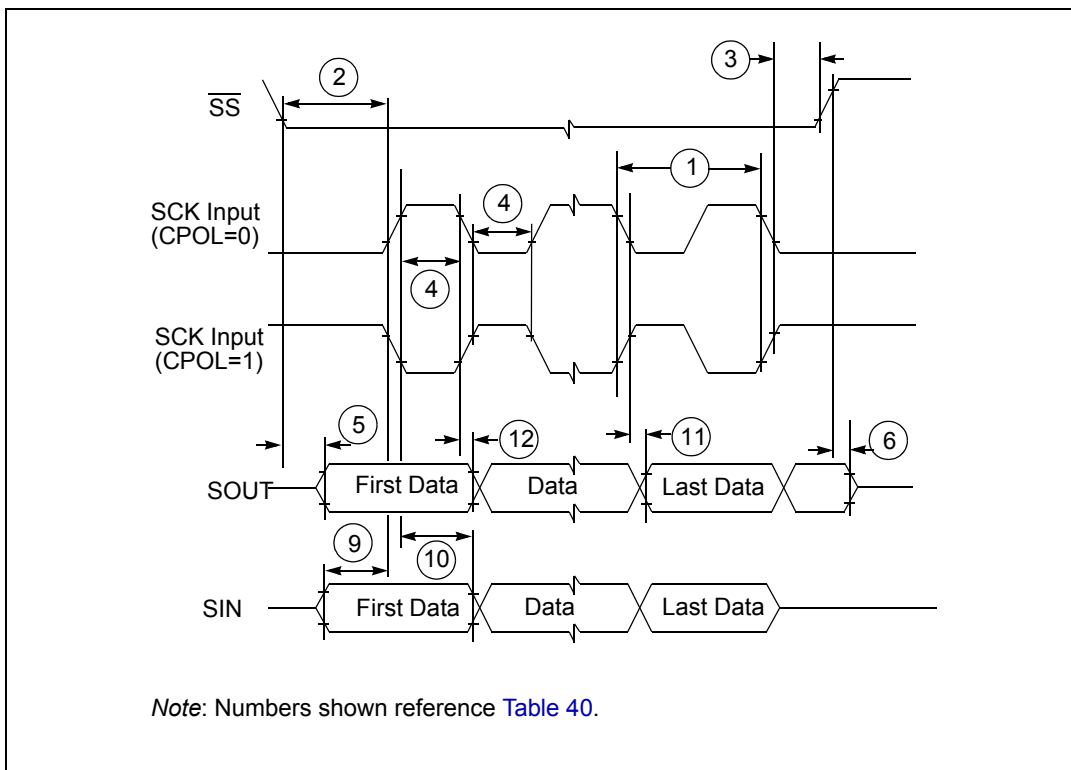 3
2
SS
1
SCK Input
(CPOL=0)
4
4
SCK Input
(CPOL=1)
5
12
11
6
SOUT
First Data
Data
Last Data
9
10
SIN
First Data
Data
Last Data
Note: Numbers shown reference Table 40.